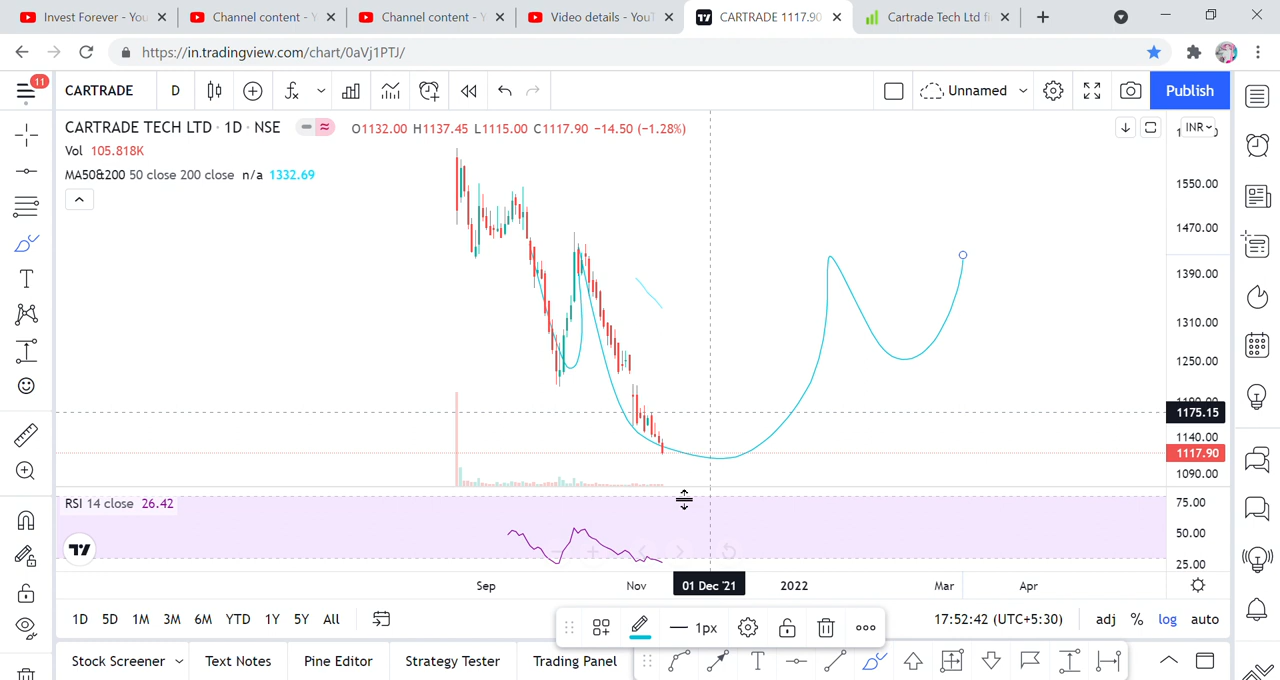 Invest Forever - You
Channel content - Y
Channel content - Y
Video details - YouT
CARTRADE 1117.90
Cartrade Tech Ltd fi
https://in.tradingview.com/chart/0aVj1PTJ/
11
CARTRADE
D
Unnamed
Publish
CARTRADE TECH LTD · 1D · NSE
O1132.00 H1137.45 L1115.00 C1117.90 −14.50 (−1.28%)
INR
Vol 105.818K
MA50&200 50 close 200 close n/a 1332.69
1550.00
1470.00
1390.00
1310.00
1250.00
1175.15
1140.00
1117.90
1090.00
RSI 14 close 26.42
75.00
50.00
25.00
Sep
Nov
01 Dec '21
2022
Mar
Apr
1D 5D 1M 3M 6M YTD 1Y 5Y All
1px
17:52:42 (UTC+5:30)
adj % log auto
Stock Screener
Text Notes
Pine Editor
Strategy Tester
Trading Panel